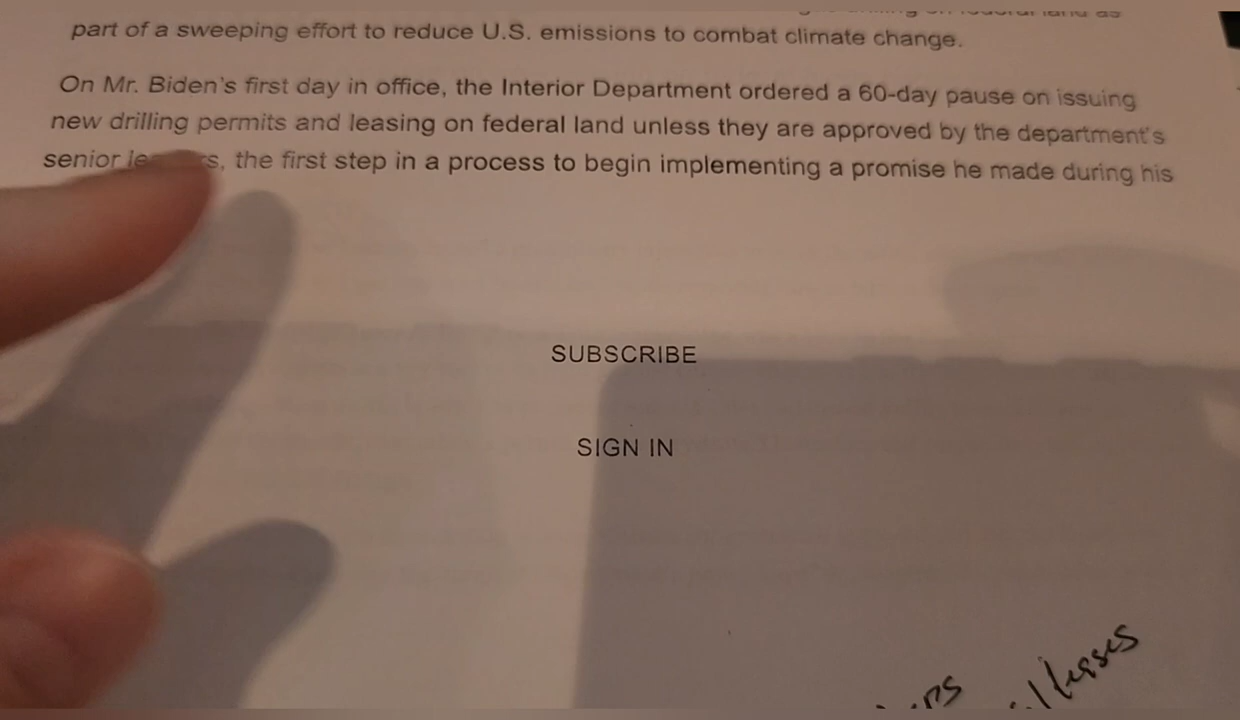 land as
part of a sweeping effort to reduce U.S. emissions to combat climate change.
On Mr. Biden's first day in office, the Interior Department ordered a 60-day pause on issuing
new drilling permits and leasing on federal land unless they are approved by the department's
senior the first step in a process to begin implementing a promise he made during his
SUBSCRIBE
SIGN IN